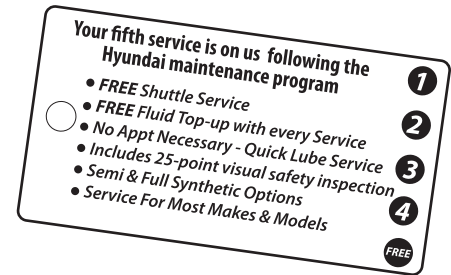 Your fifth service is on us following the
Hyundai maintenance program
• FREE Shuttle Service
• FREE Fluid Top-up with every Service
• No Appt Necessary - Quick Lube Service
• Includes 25-point visual safety inspection
• Semi & Full Synthetic Options
• Service For Most Makes & Models
1
2
3
4
FREE